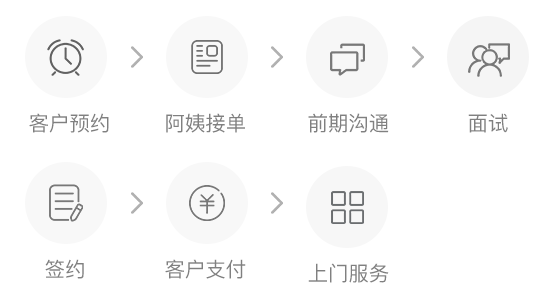 客户预约
阿姨接单
前期沟通
面试
签约
客户支付
上门服务